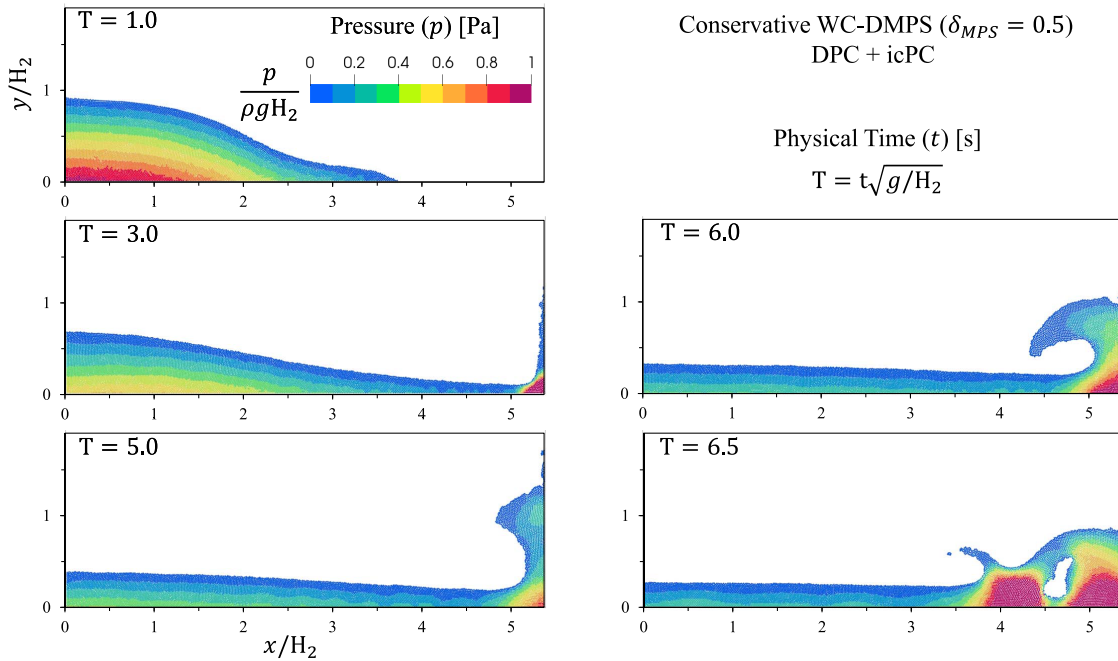 T = 1.0
Pressure (p) [Pa]
p/ρgH₂
0 0.2 0.4 0.6 0.8 1
y/H₂
1
0
0 1 2 3 4 5
Conservative WC-DMPS (δ_MPS = 0.5)
DPC + icPC
Physical Time (t) [s]
T = t√g/H₂
T = 3.0
1
0
0 1 2 3 4 5
T = 6.0
1
0
0 1 2 3 4 5
T = 5.0
1
0
0 1 2 3 4 5
x/H₂
T = 6.5
1
0
0 1 2 3 4 5